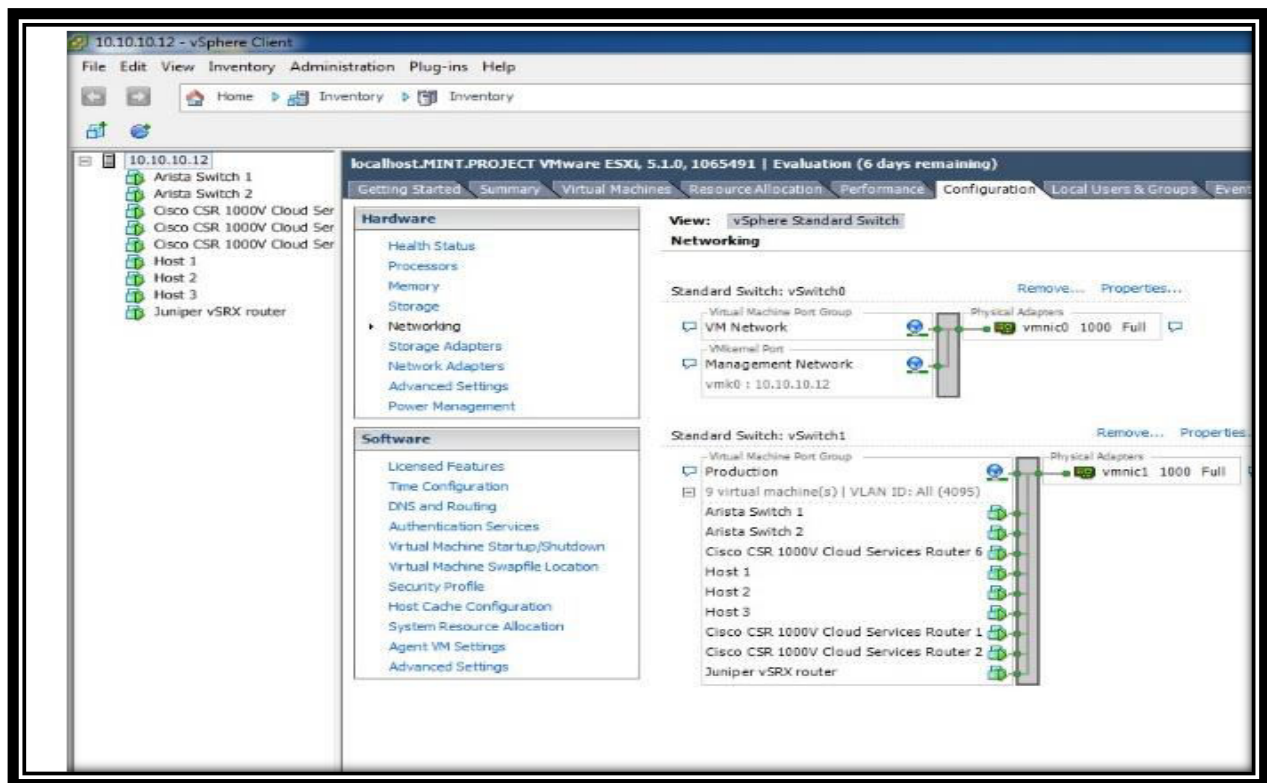 10.10.10.12 - vSphere Client
File Edit View Inventory Administration Plug-ins Help
Home Inventory Inventory
10.10.10.12
Arista Switch 1
Arista Switch 2
Cisco CSR 1000V Cloud Ser
Cisco CSR 1000V Cloud Ser
Cisco CSR 1000V Cloud Ser
Host 1
Host 2
Host 3
Juniper vSRX router
localhost.MINT.PROJECT VMware ESXi, 5.1.0, 1065491 | Evaluation (6 days remaining)
Getting Started Summary Virtual Machines Resource Allocation Performance Configuration Local Users & Groups Event
Hardware
Health Status
Processors
Memory
Storage
Networking
Storage Adapters
Network Adapters
Advanced Settings
Power Management
Software
Licensed Features
Time Configuration
DNS and Routing
Authentication Services
Virtual Machine Startup/Shutdown
Virtual Machine Swapfile Location
Security Profile
Host Cache Configuration
System Resource Allocation
Agent VM Settings
Advanced Settings
View: vSphere Standard Switch
Networking
Standard Switch: vSwitch0 Remove... Properties...
Virtual Machine Port Group Physical Adapters
VM Network vmnic0 1000 Full
VMkernel Port
Management Network
vmk0 : 10.10.10.12
Standard Switch: vSwitch1 Remove... Properties.
Virtual Machine Port Group Physical Adapters
Production vmnic1 1000 Full
9 virtual machine(s) | VLAN ID: All (4095)
Arista Switch 1
Arista Switch 2
Cisco CSR 1000V Cloud Services Router 6
Host 1
Host 2
Host 3
Cisco CSR 1000V Cloud Services Router 1
Cisco CSR 1000V Cloud Services Router 2
Juniper vSRX router